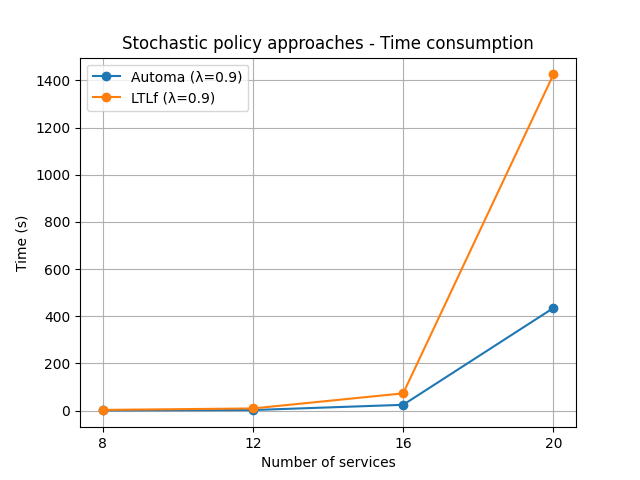 Stochastic policy approaches - Time consumption
Automa (λ=0.9)
LTLf (λ=0.9)
1400
1200
1000
800
600
400
200
0
Time (s)
8 12 16 20
Number of services